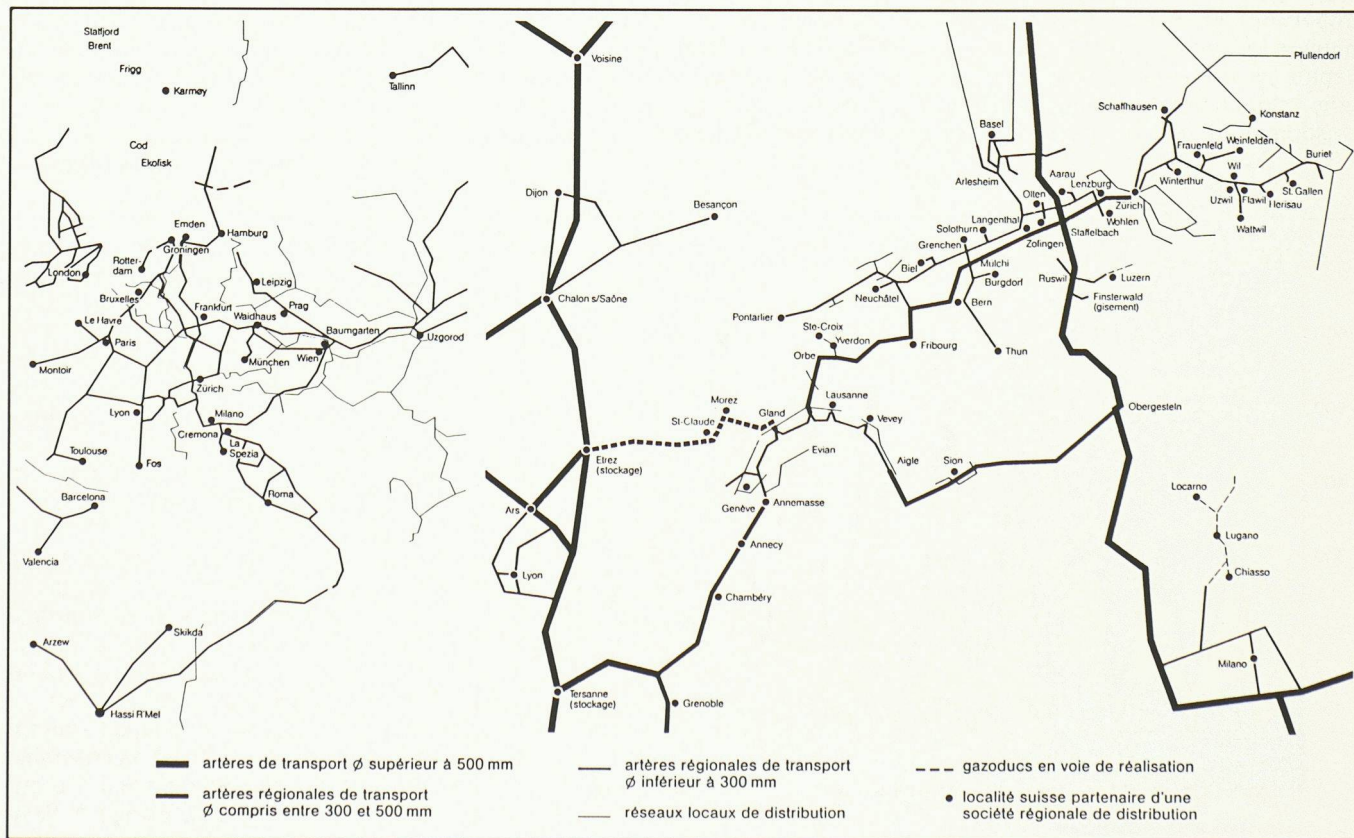 Statfjord
Brent
Frigg
Karmøy
Tallinn
Cod
Ekofisk
Emden
Groningen
Hamburg
Rotter-
dam
London
Bruxelles
Leipzig
Frankfurt
Prag
Waidhaus
Baumgarten
Le Havre
Paris
Wien
Uzgorod
München
Montoir
Zürich
Lyon
Milano
Cremona
La
Spezia
Toulouse
Fos
Roma
Barcelona
Valencia
Arzew
Skikda
Hassi R'Mel
Voisine
Dijon
Besançon
Chalon s/Saône
Pontarlier
Morez
St-Claude
Gland
Etrez
(stockage)
Ars
Lyon
Genève
Annemasse
Annecy
Chambéry
Tersanne
(stockage)
Grenoble
Evian
Lausanne
Vevey
Aigle
Sion
Obergesteln
Ste-Croix
Yverdon
Orbe
Fribourg
Neuchâtel
Biel
Grenchen
Solothurn
Langenthal
Bern
Mülchi
Burgdorf
Thun
Basel
Arlesheim
Olten
Aarau
Lenzburg
Wohlen
Zofingen
Staffelbach
Zürich
Ruswil
Luzern
Finsterwald
(gisement)
Schaffhausen
Pfullendorf
Konstanz
Frauenfeld
Weinfelden
Winterthur
Wil
Uzwil
Flawil
Herisau
St. Gallen
Buriet
Wattwil
Locarno
Lugano
Chiasso
Milano
artères de transport ø supérieur à 500 mm
artères régionales de transport
ø compris entre 300 et 500 mm
artères régionales de transport
ø inférieur à 300 mm
réseaux locaux de distribution
gazoducs en voie de réalisation
localité suisse partenaire d'une
société régionale de distribution